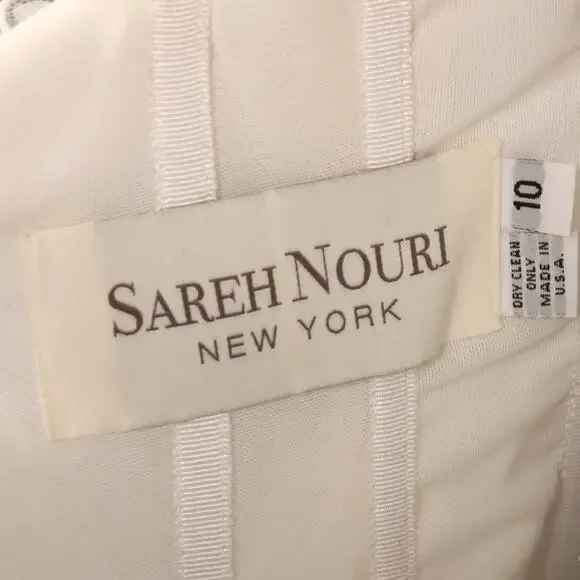 SAREH NOURI
NEW YORK
10
DRY CLEAN
ONLY
MADE IN
U.S.A.